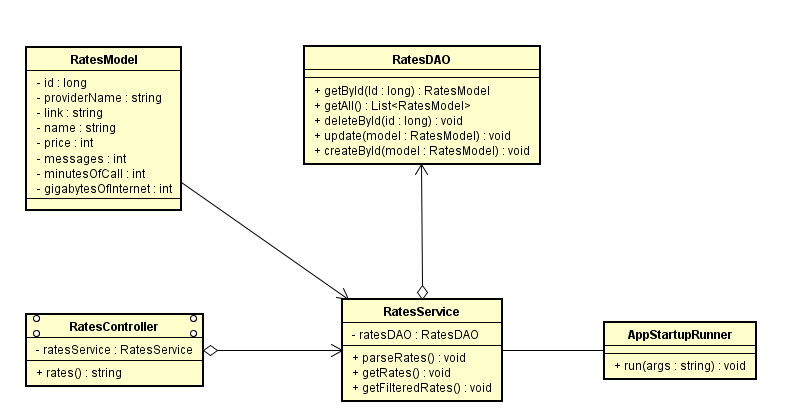 RatesModel
- id : long
- providerName : string
- link : string
- name : string
- price : int
- messages : int
- minutesOfCall : int
- gigabytesOfInternet : int
RatesDAO
+ getById(Id : long) : RatesModel
+ getAll() : List<RatesModel>
+ deleteById(id : long) : void
+ update(model : RatesModel) : void
+ createById(model : RatesModel) : void
RatesController
- ratesService : RatesService
+ rates() : string
RatesService
- ratesDAO : RatesDAO
+ parseRates() : void
+ getRates() : void
+ getFilteredRates() : void
AppStartupRunner
+ run(args : string) : void